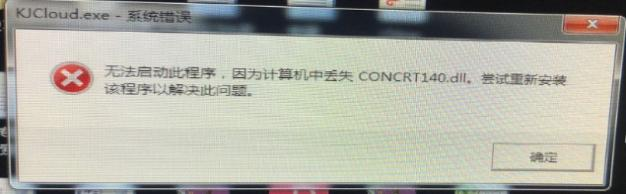 KJCloud.exe - 系统错误
无法启动此程序，因为计算机中丢失 CONCRT140.dll。尝试重新安装
该程序以解决此问题。
确定